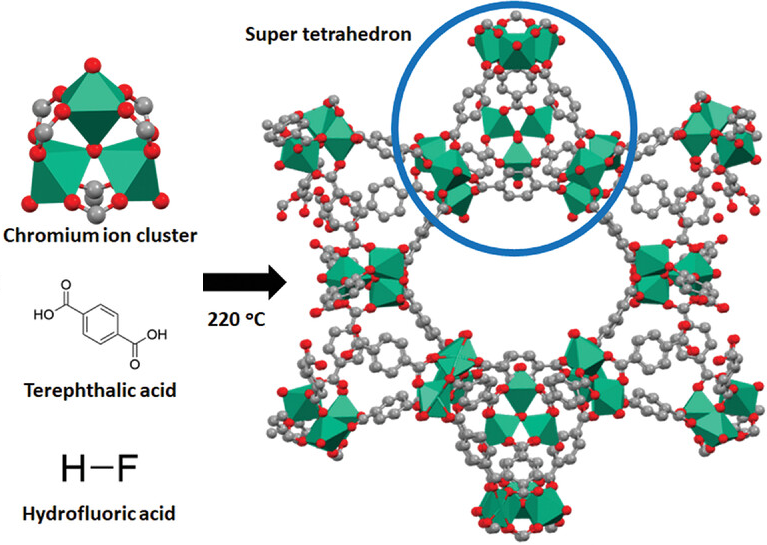 Super tetrahedron
Chromium ion cluster
220 °C
O
HO
OH
O
Terephthalic acid
H–F
Hydrofluoric acid